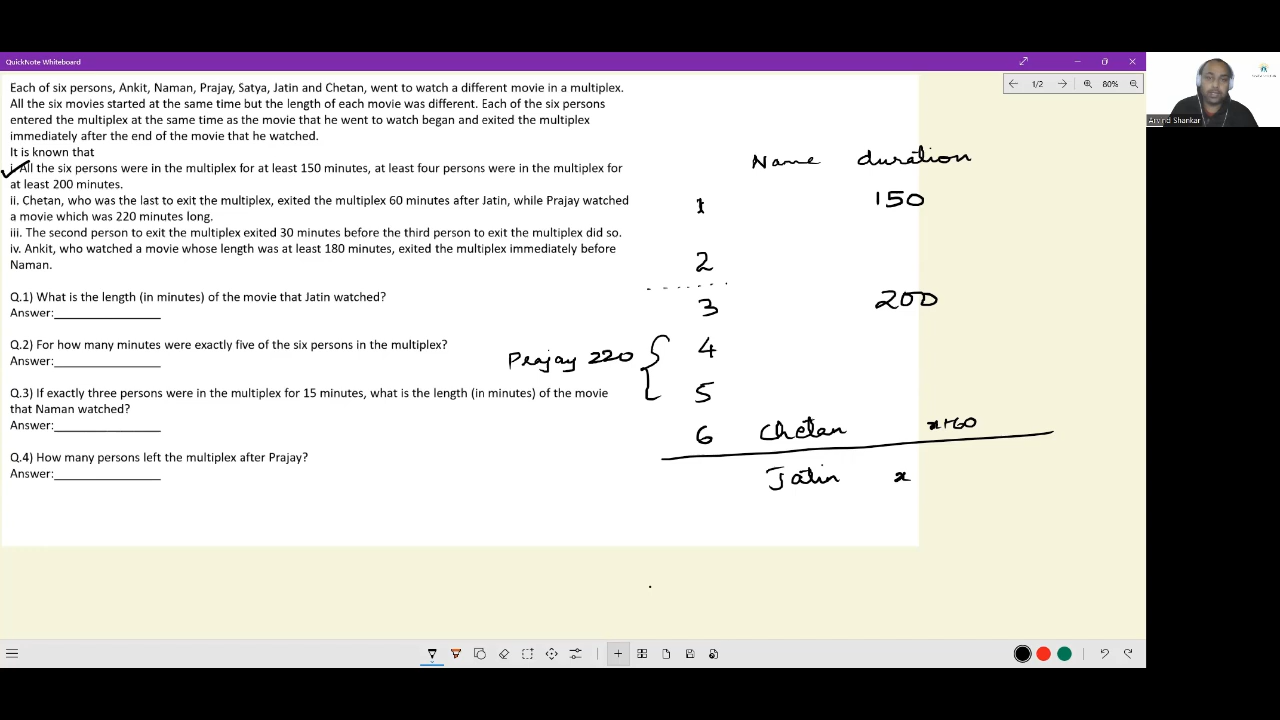 QuickNote Whiteboard
1/2
80%
Arvind Shankar
Each of six persons, Ankit, Naman, Prajay, Satya, Jatin and Chetan, went to watch a different movie in a multiplex.
All the six movies started at the same time but the length of each movie was different. Each of the six persons
entered the multiplex at the same time as the movie that he went to watch began and exited the multiplex
immediately after the end of the movie that he watched.
It is known that
i. All the six persons were in the multiplex for at least 150 minutes, at least four persons were in the multiplex for
at least 200 minutes.
ii. Chetan, who was the last to exit the multiplex, exited the multiplex 60 minutes after Jatin, while Prajay watched
a movie which was 220 minutes long.
iii. The second person to exit the multiplex exited 30 minutes before the third person to exit the multiplex did so.
iv. Ankit, who watched a movie whose length was at least 180 minutes, exited the multiplex immediately before
Naman.
Q.1) What is the length (in minutes) of the movie that Jatin watched?
Answer:_________________
Q.2) For how many minutes were exactly five of the six persons in the multiplex?
Answer:_________________
Q.3) If exactly three persons were in the multiplex for 15 minutes, what is the length (in minutes) of the movie
that Naman watched?
Answer:_________________
Q.4) How many persons left the multiplex after Prajay?
Answer:_________________
Name duration
1 150
2
3 200
Prajay 220
4
5
6 Chetan x+60
Jatin x